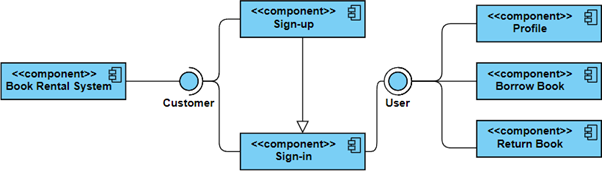 <<component>>
Book Rental System
Customer
<<component>>
Sign-up
<<component>>
Sign-in
User
<<component>>
Profile
<<component>>
Borrow Book
<<component>>
Return Book